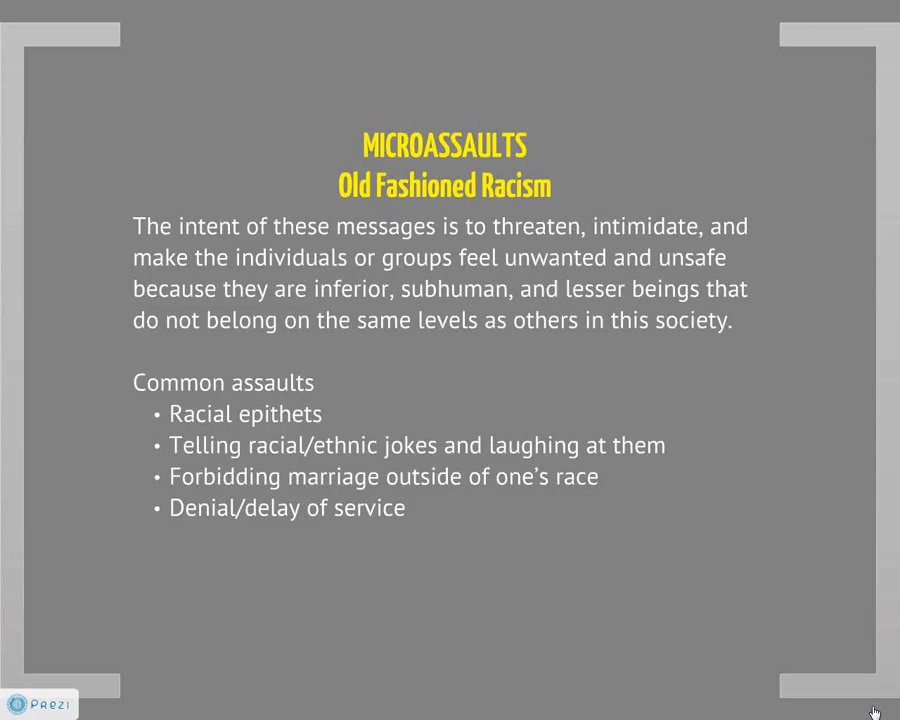 MICROASSAULTS
Old Fashioned Racism
The intent of these messages is to threaten, intimidate, and
make the individuals or groups feel unwanted and unsafe
because they are inferior, subhuman, and lesser beings that
do not belong on the same levels as others in this society.
Common assaults
• Racial epithets
• Telling racial/ethnic jokes and laughing at them
• Forbidding marriage outside of one’s race
• Denial/delay of service
Prezi